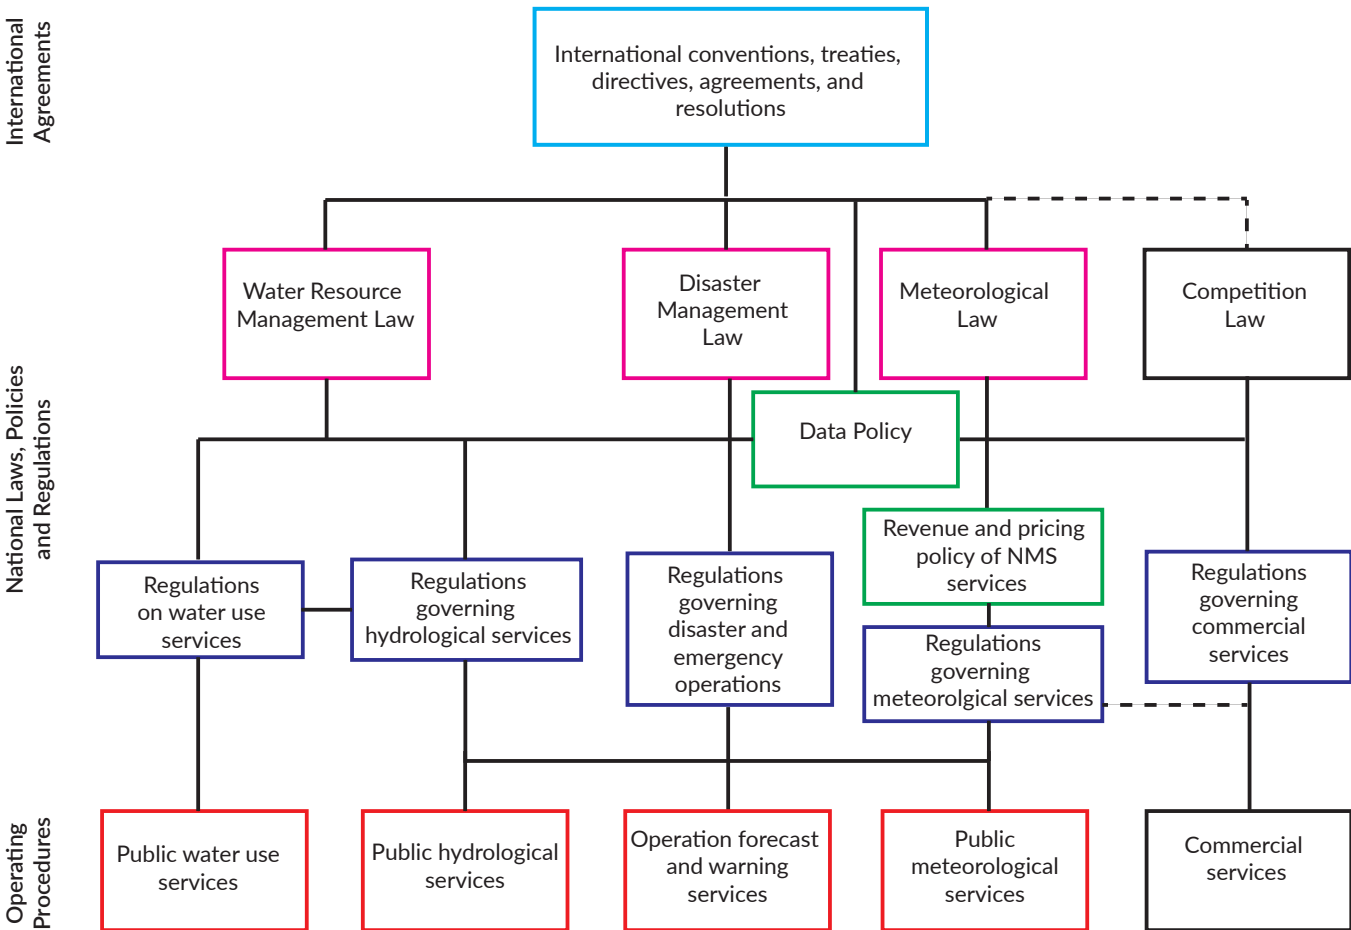 International
Agreements
International conventions, treaties,
directives, agreements, and
resolutions
National Laws, Policies
and Regulations
Water Resource
Management Law
Disaster
Management
Law
Meteorological
Law
Competition
Law
Data Policy
Revenue and pricing
policy of NMS
services
Regulations
on water use
services
Regulations
governing
hydrological services
Regulations
governing
disaster and
emergency
operations
Regulations
governing
meteorolgical services
Regulations
governing
commercial
services
Operating
Procedures
Public water use
services
Public hydrological
services
Operation forecast
and warning
services
Public
meteorological
services
Commercial
services